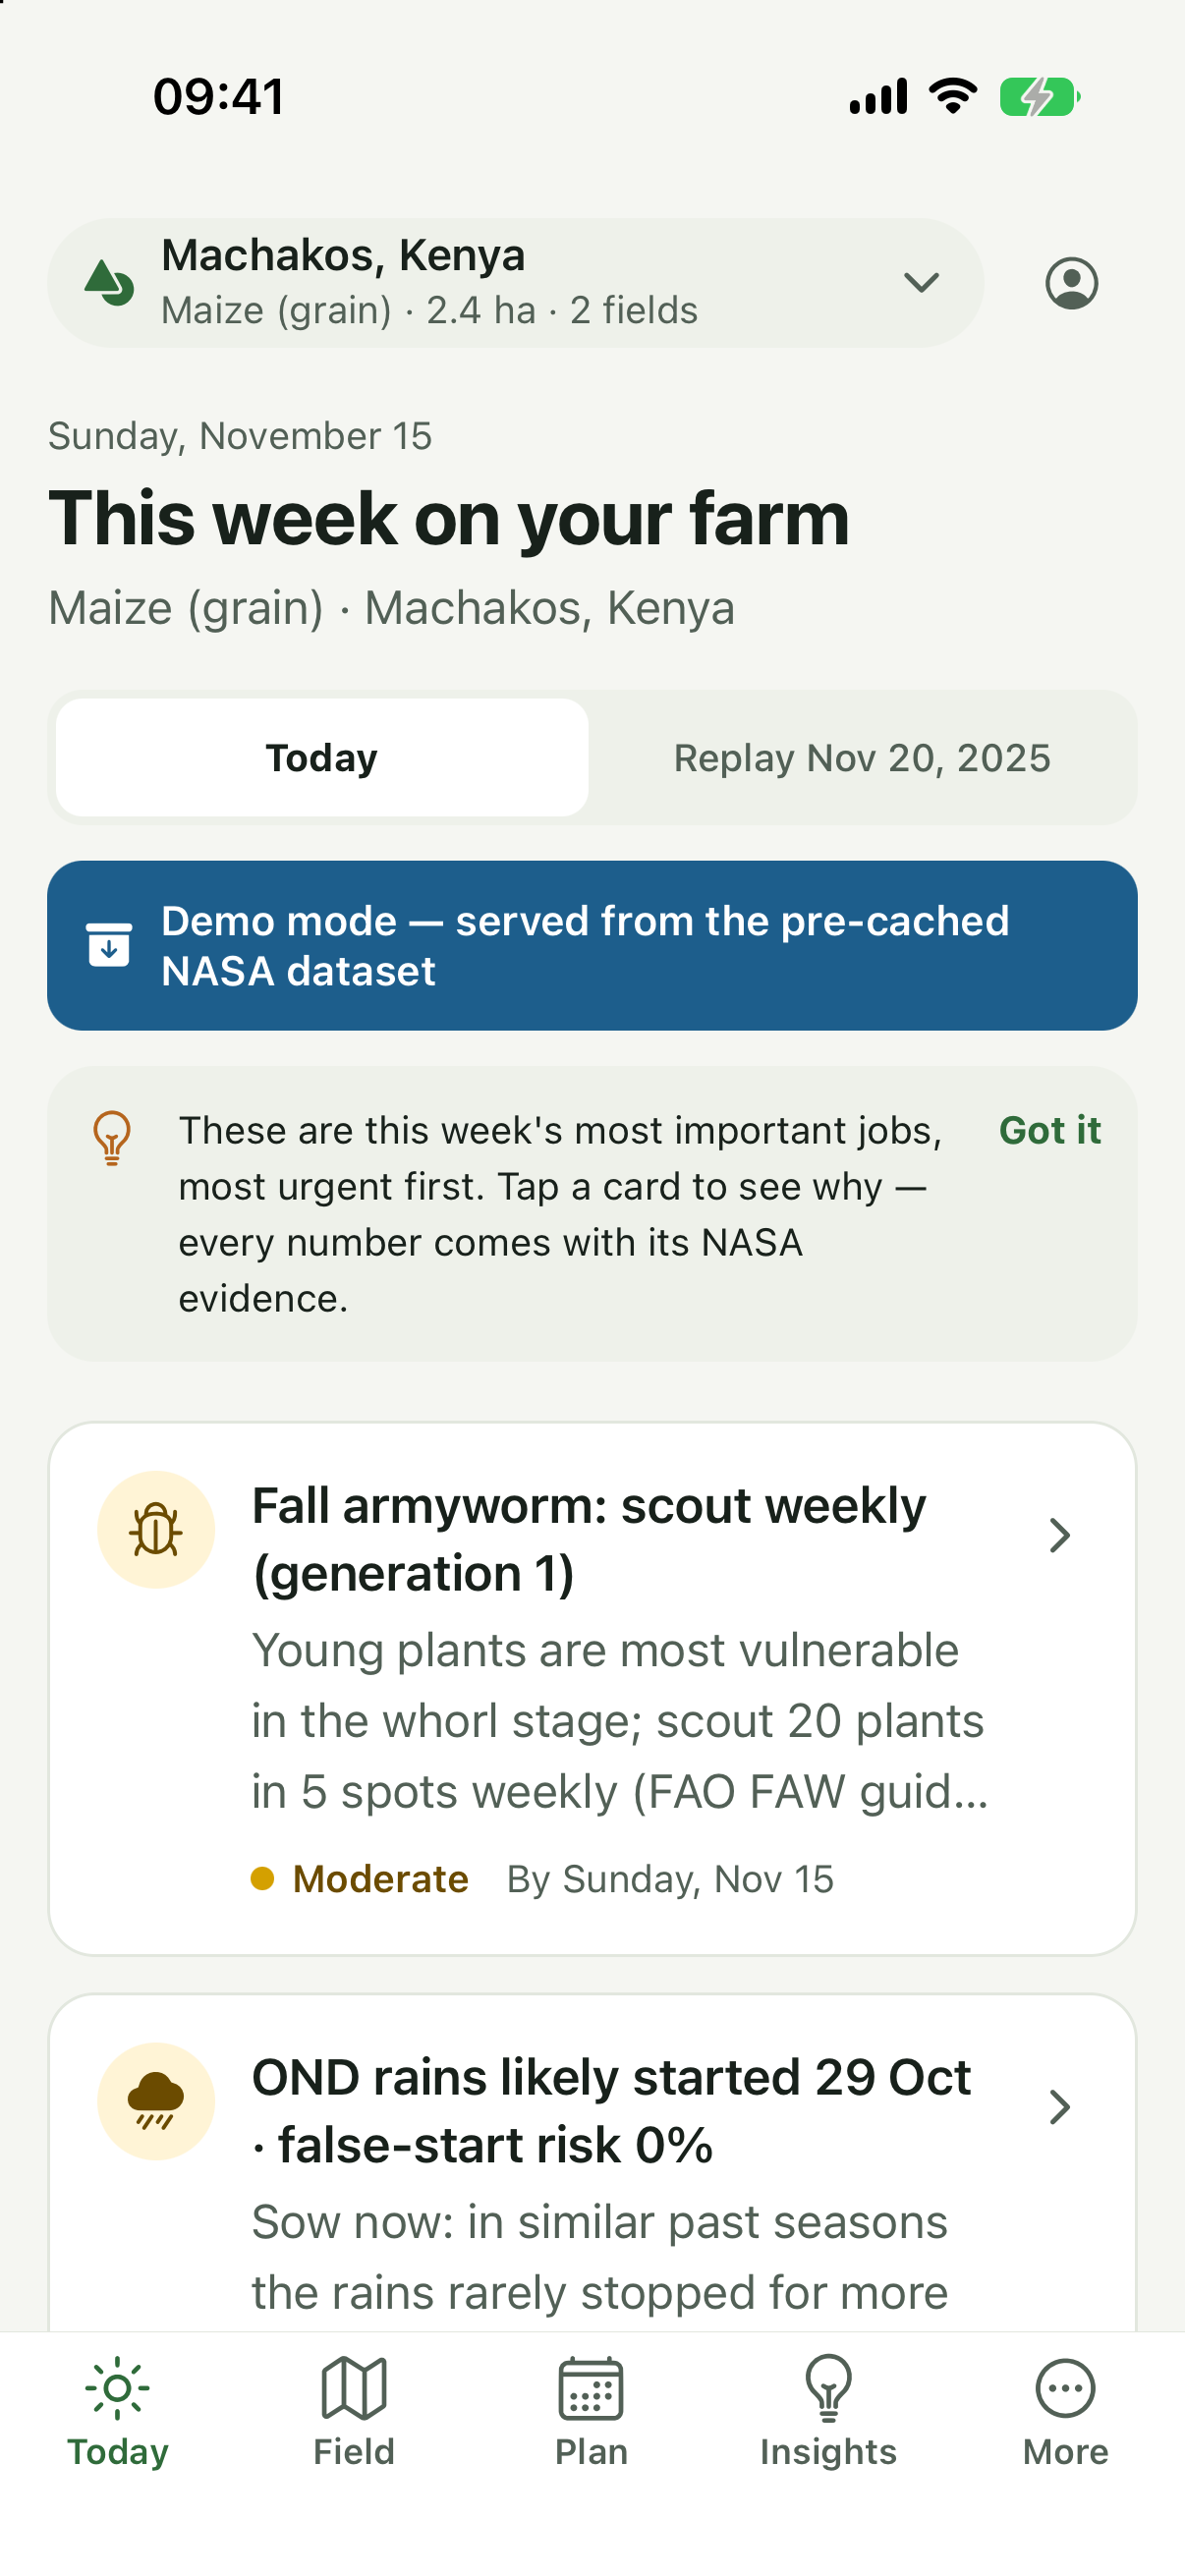 09:41
Machakos, Kenya
Maize (grain) · 2.4 ha · 2 fields
Sunday, November 15
This week on your farm
Maize (grain) · Machakos, Kenya
Today
Replay Nov 20, 2025
Demo mode — served from the pre-cached
NASA dataset
These are this week's most important jobs,
most urgent first. Tap a card to see why —
every number comes with its NASA
evidence.
Got it
Fall armyworm: scout weekly
(generation 1)
Young plants are most vulnerable
in the whorl stage; scout 20 plants
in 5 spots weekly (FAO FAW guid...
Moderate
By Sunday, Nov 15
OND rains likely started 29 Oct
· false-start risk 0%
Sow now: in similar past seasons
the rains rarely stopped for more
Today
Field
Plan
Insights
More